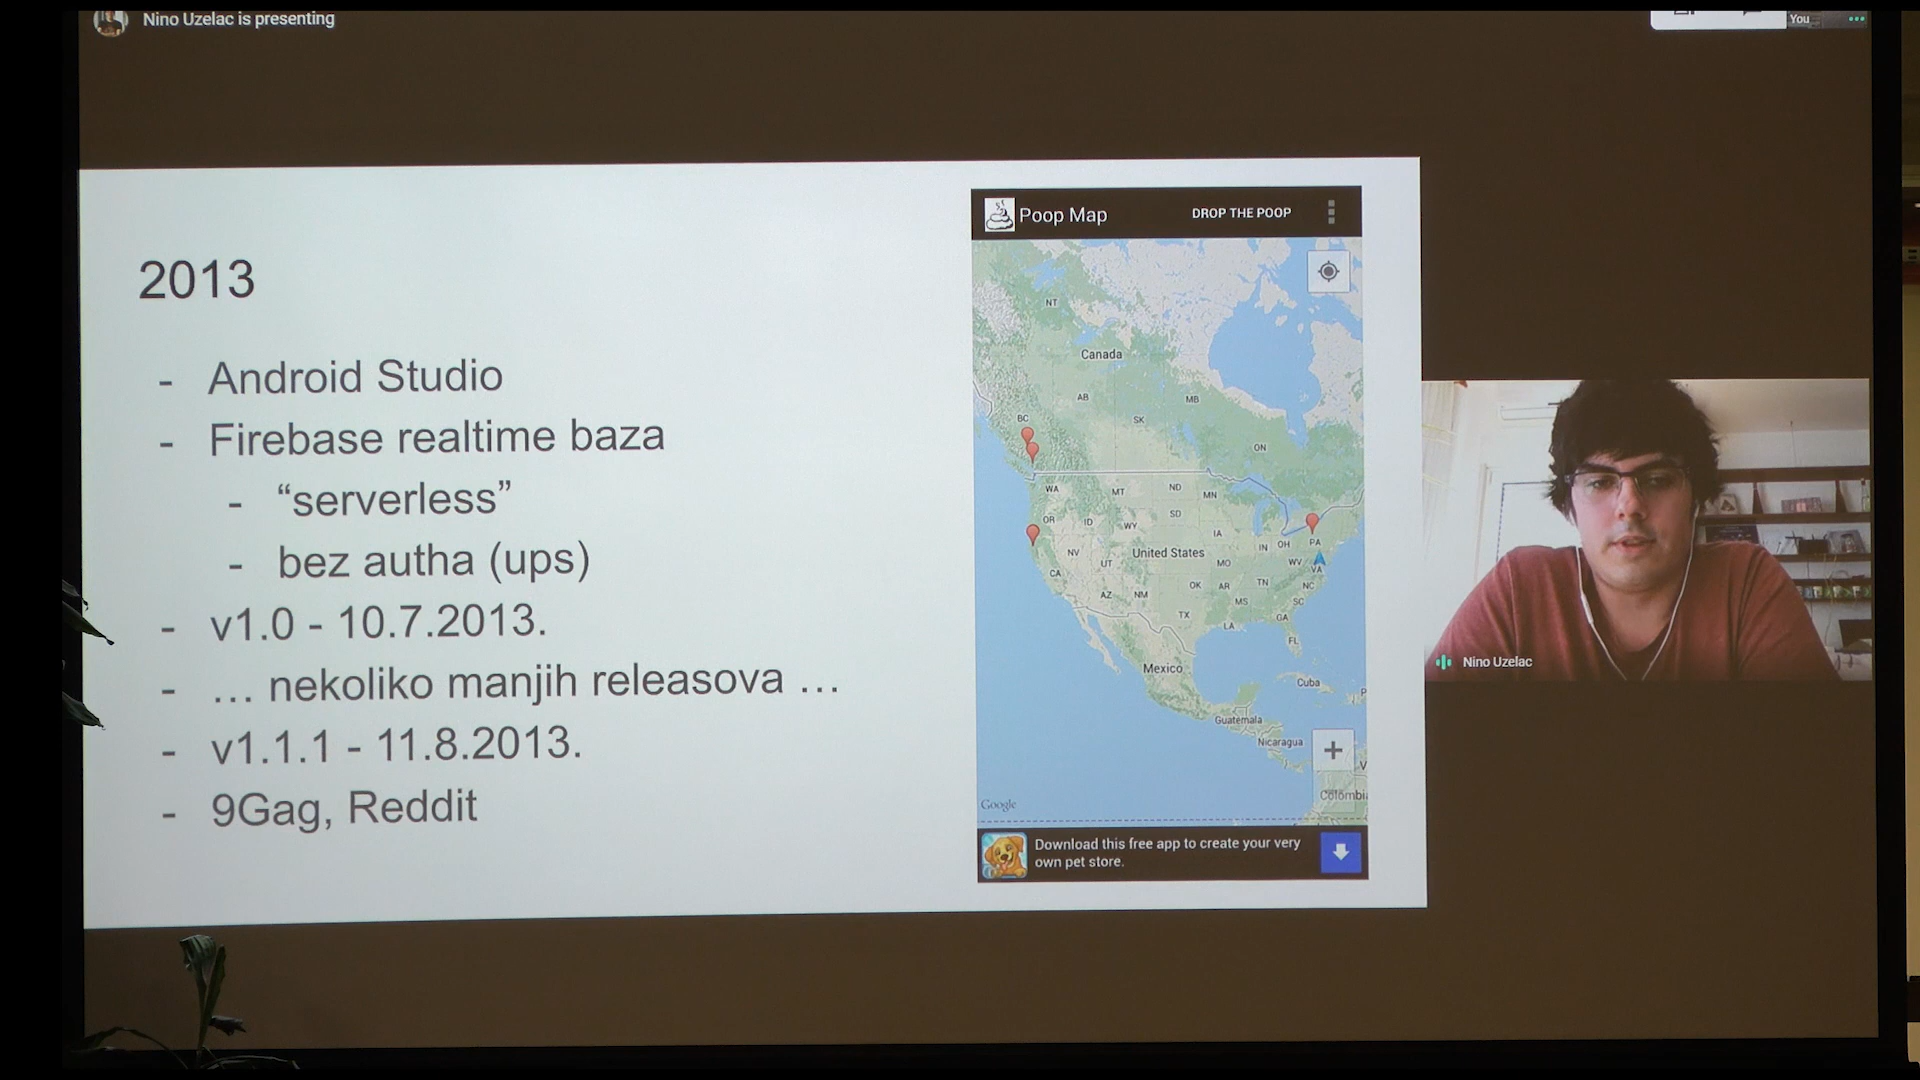 Nino Uzelac is presenting
You
2013
- Android Studio
- Firebase realtime baza
- “serverless”
- bez autha (ups)
- v1.0 - 10.7.2013.
- … nekoliko manjih releasova …
- v1.1.1 - 11.8.2013.
- 9Gag, Reddit
Poop Map
DROP THE POOP
NT
Canada
AB
MB
BC
SK
ON
WA
MT
ND
MN
OR
ID
WY
SD
IA
PA
NV
UT
United States
IN
OH
MO
WV
VA
CA
AZ
NM
OK
AR
TN
NC
TX
MS
SC
LA
GA
FL
Mexico
Cuba
Guatemala
Nicaragua
Colombi
Google
Download this free app to create your very
own pet store.
Nino Uzelac